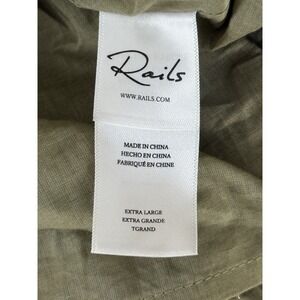 Rails
WWW.RAILS.COM
MADE IN CHINA
HECHO EN CHINA
FABRIQUÉ EN CHINE
EXTRA LARGE
EXTRA GRANDE
TGRAND